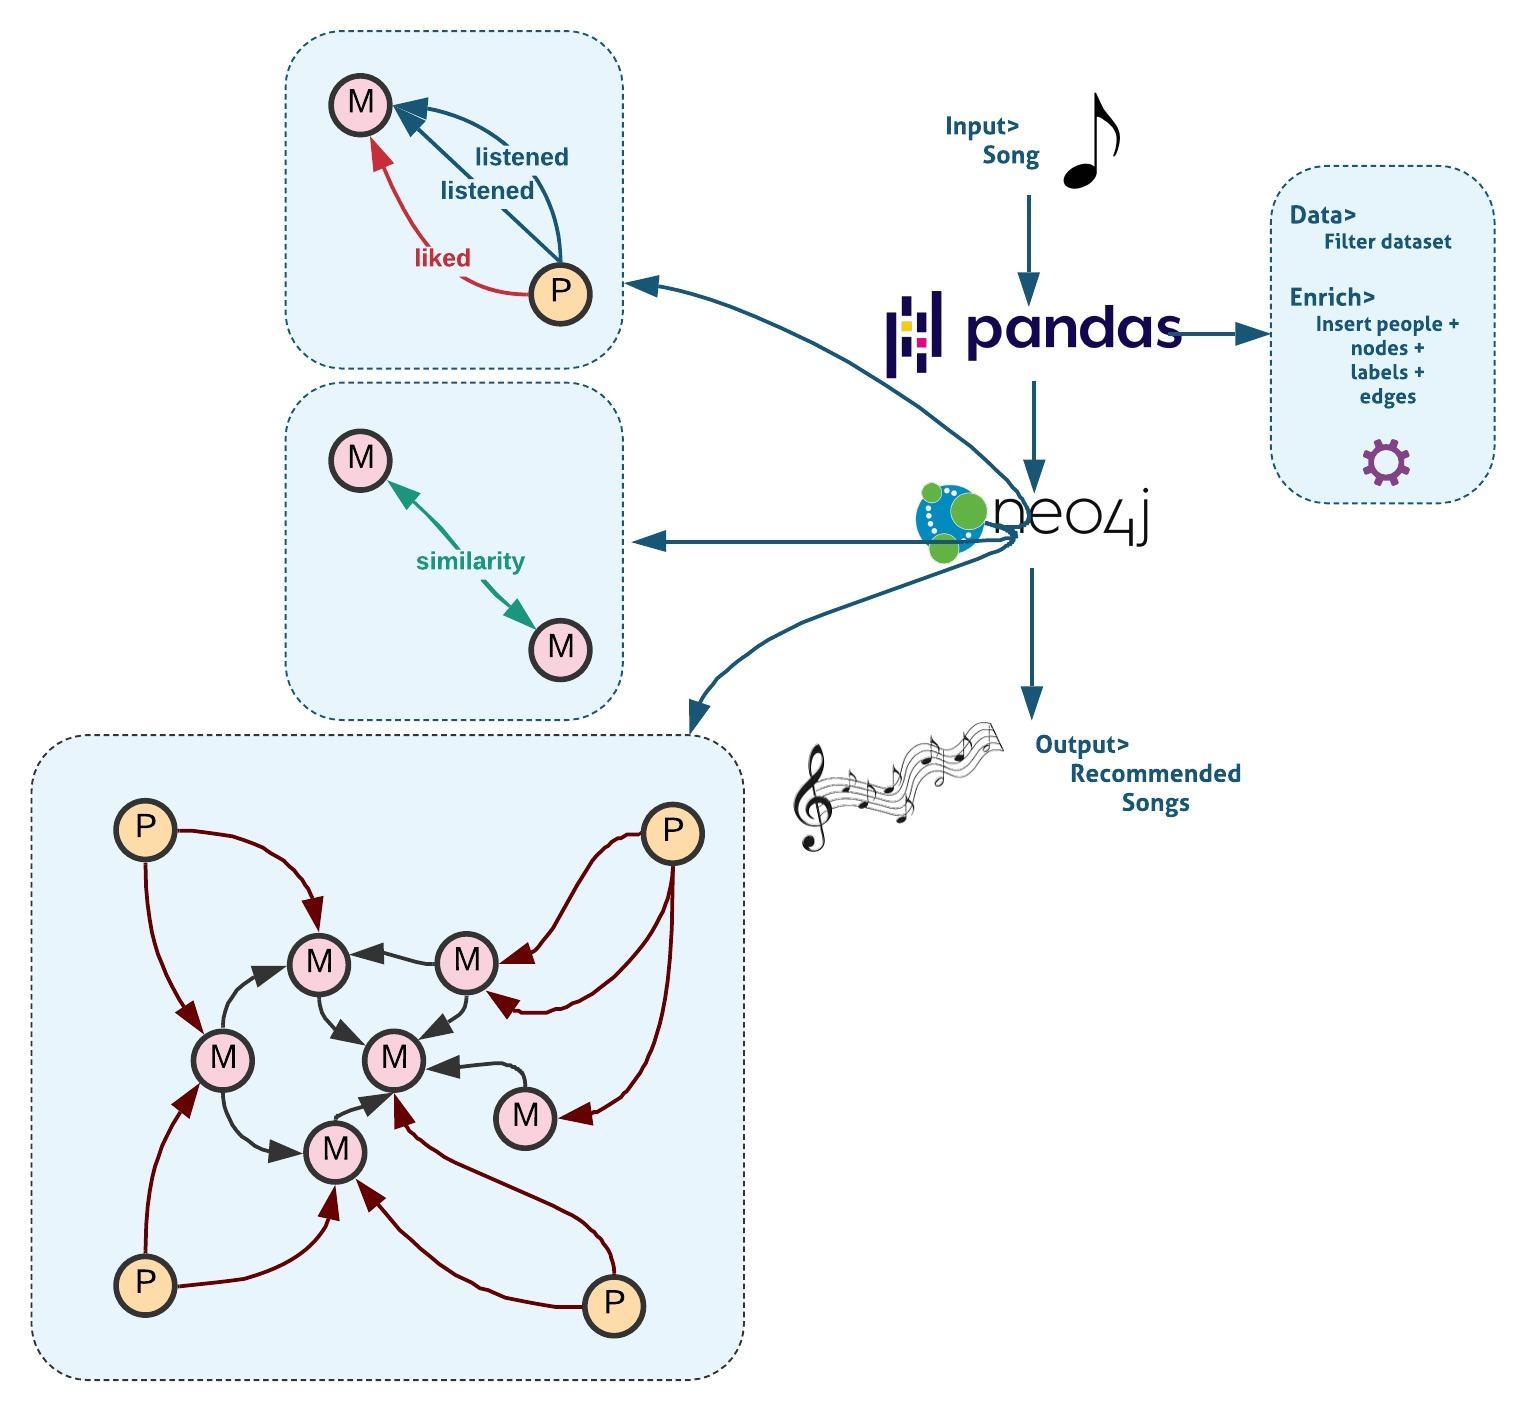 M
listened
listened
liked
P
Input>
Song
pandas
Data>
Filter dataset
Enrich>
Insert people +
nodes +
labels +
edges
M
similarity
M
neo4j
Output>
Recommended
Songs
P
P
M
M
M
M
M
M
P
P